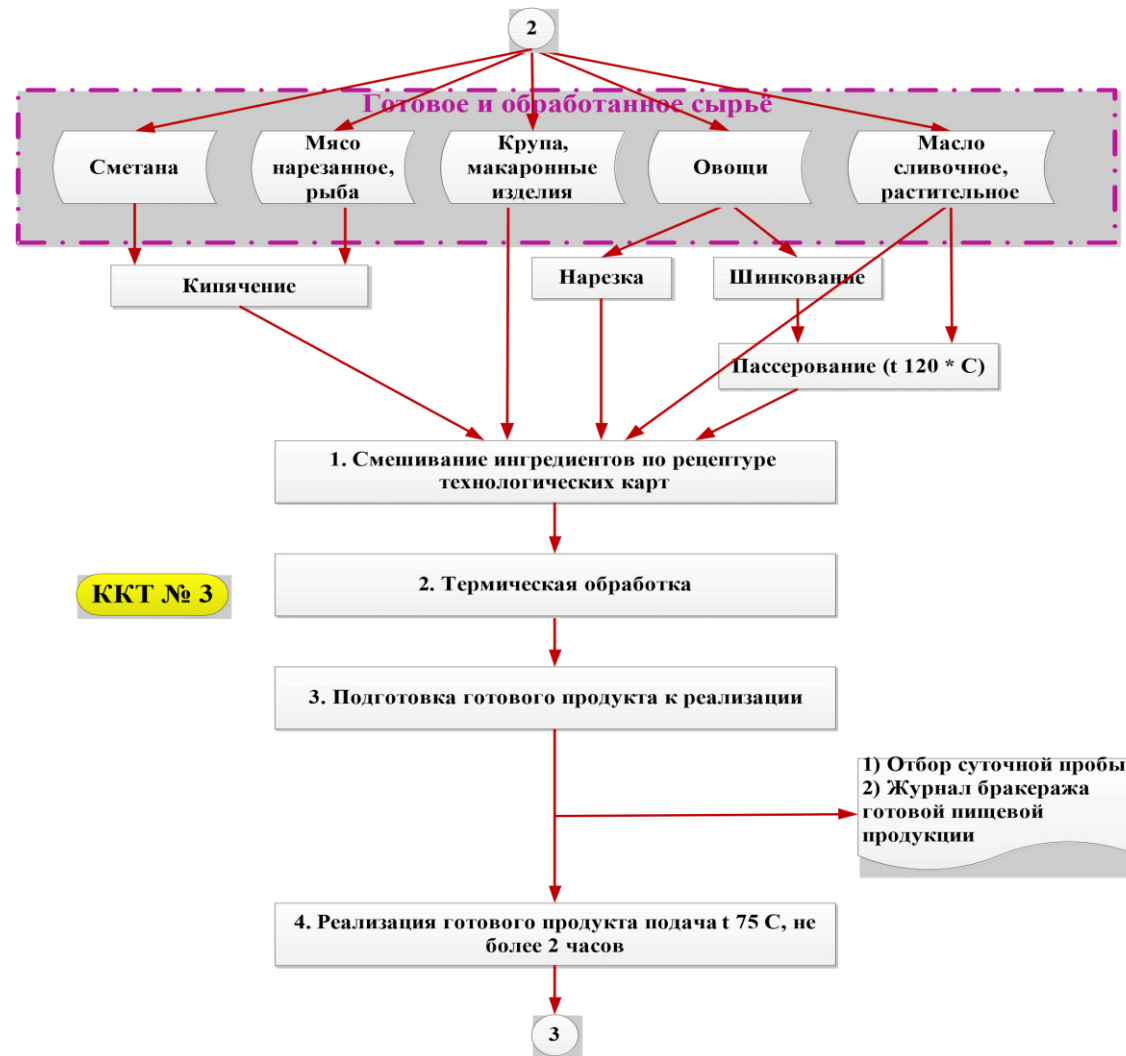 2
Готовое и обработанное сырьё
Сметана
Мясо
нарезанное,
рыба
Крупа,
макаронные
изделия
Овощи
Масло
сливочное,
растительное
Кипячение
Нарезка
Шинкование
Пассерование (t 120 * C)
1. Смешивание ингредиентов по рецептуре
технологических карт
ККТ № 3
2. Термическая обработка
3. Подготовка готового продукта к реализации
1) Отбор суточной пробы
2) Журнал бракеража
готовой пищевой
продукции
4. Реализация готового продукта подача t 75 С, не
более 2 часов
3